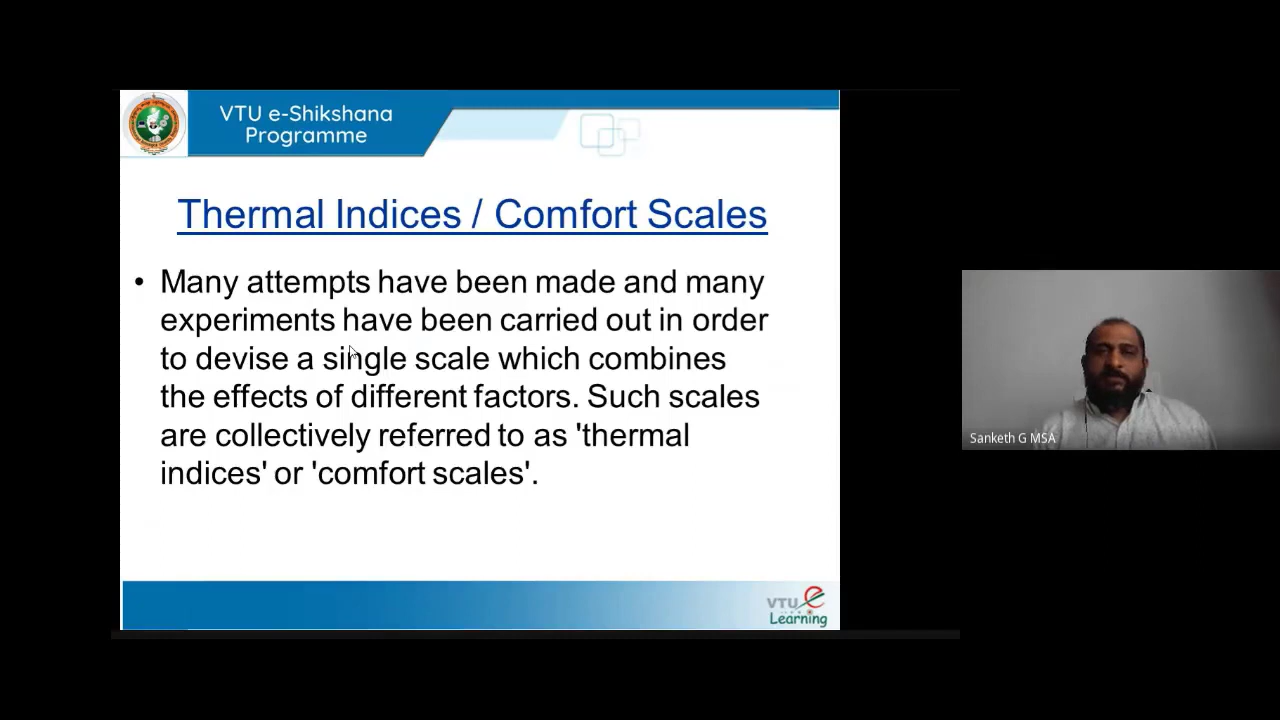 VTU e-Shikshana
Programme
Thermal Indices / Comfort Scales
• Many attempts have been made and many
experiments have been carried out in order
to devise a single scale which combines
the effects of different factors. Such scales
are collectively referred to as 'thermal
indices' or 'comfort scales'.
Sanketh G MSA
VTU e
Learning